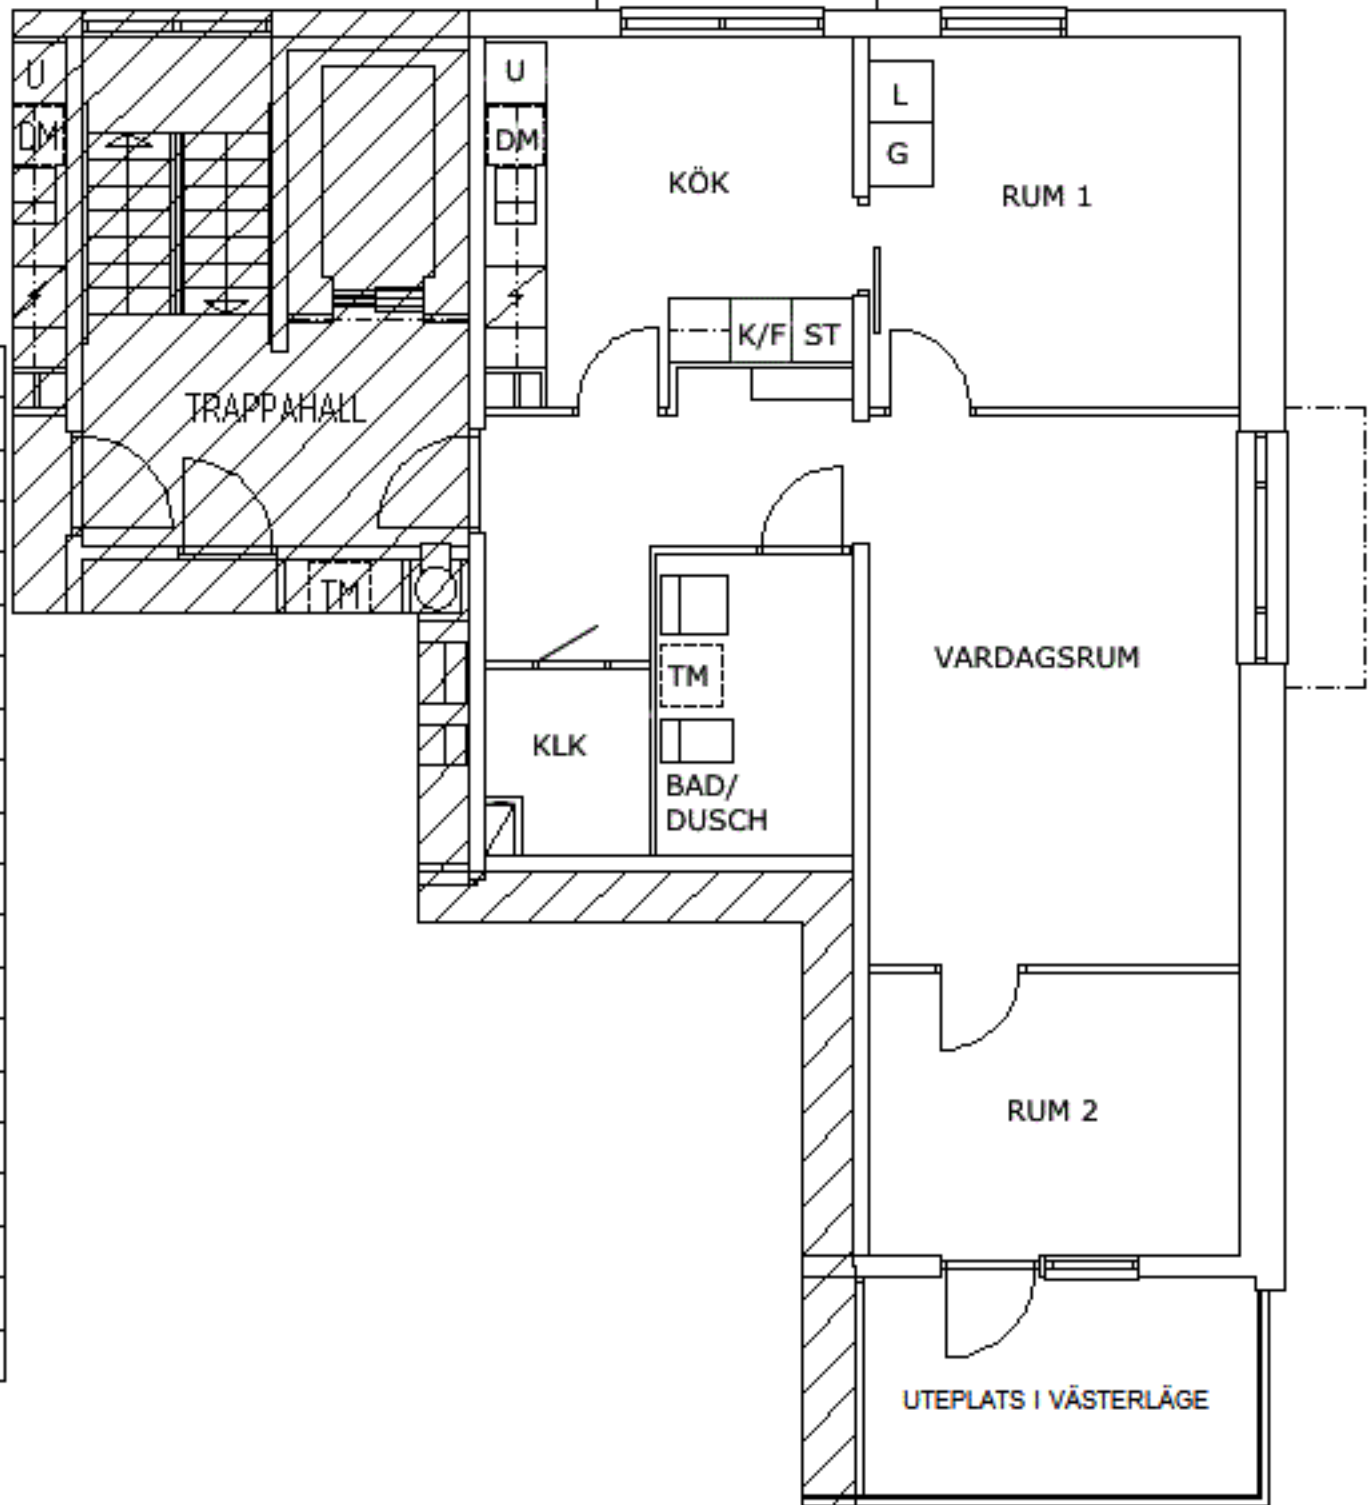 U
U
L
DM
DM
G
KÖK
RUM 1
K/F
ST
TRAPPAHALL
TM
VARDAGSRUM
TM
KLK
BAD/
DUSCH
RUM 2
UTEPLATS I VÄSTERLÄGE